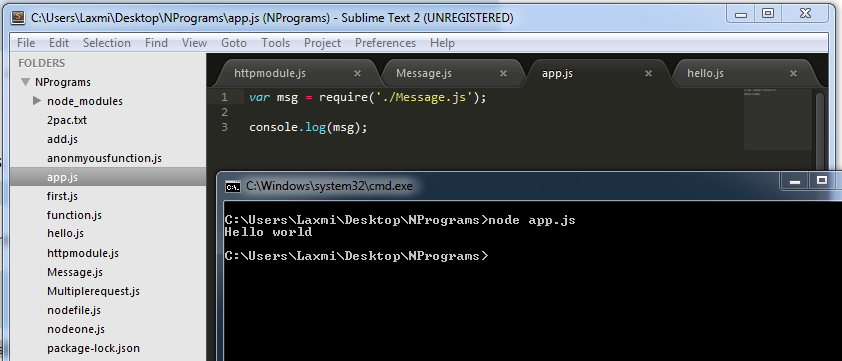 C:\Users\Laxmi\Desktop\NPrograms\app.js (NPrograms) - Sublime Text 2 (UNREGISTERED)
File Edit Selection Find View Goto Tools Project Preferences Help
FOLDERS
NPrograms
node_modules
2pac.txt
add.js
anonmyousfunction.js
app.js
first.js
function.js
hello.js
httpmodule.js
Message.js
Multiplerequest.js
nodefile.js
nodeone.js
package-lock.json
httpmodule.js Message.js app.js hello.js
1 var msg = require('./Message.js');
2
3 console.log(msg);
C:\Windows\system32\cmd.exe
C:\Users\Laxmi\Desktop\NPrograms>node app.js
Hello world
C:\Users\Laxmi\Desktop\NPrograms>